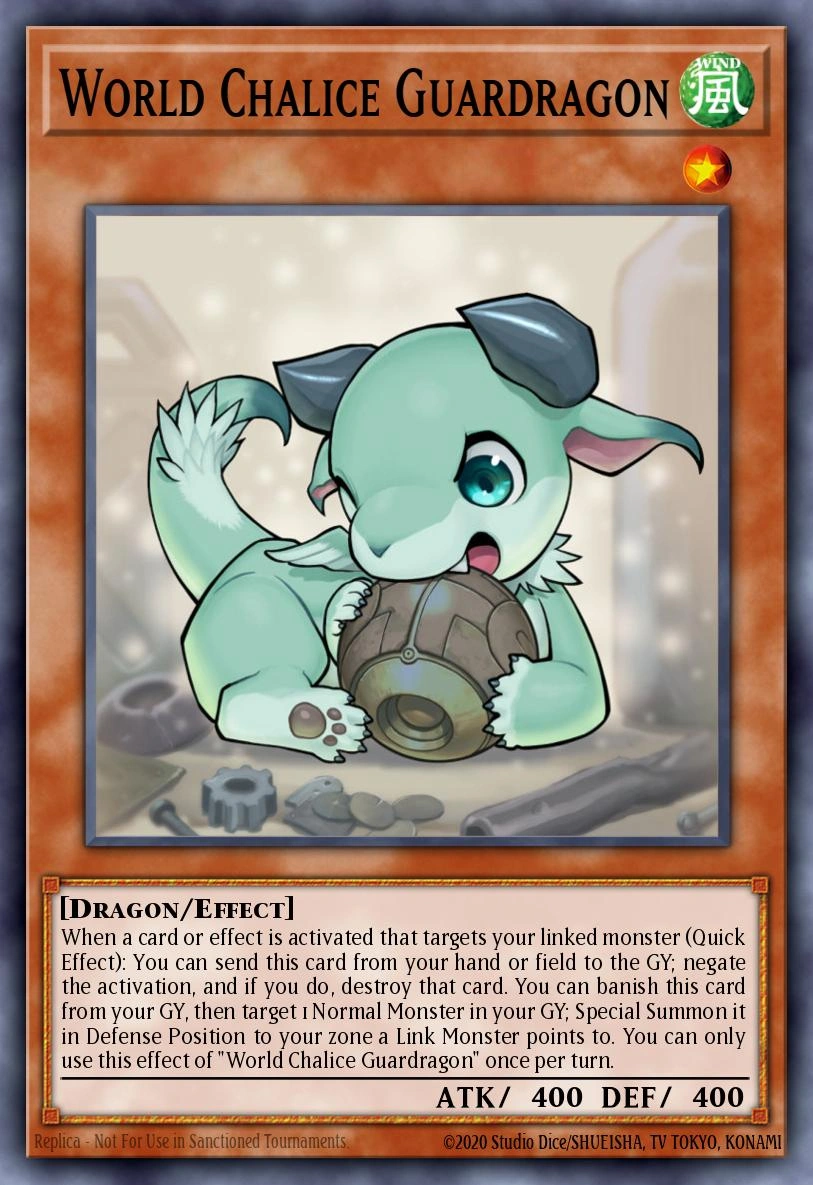 World Chalice Guardragon
WIND
風
[Dragon/Effect]
When a card or effect is activated that targets your linked monster (Quick
Effect): You can send this card from your hand or field to the GY; negate
the activation, and if you do, destroy that card. You can banish this card
from your GY, then target 1 Normal Monster in your GY; Special Summon it
in Defense Position to your zone a Link Monster points to. You can only
use this effect of "World Chalice Guardragon" once per turn.
ATK/ 400 DEF/ 400
Replica - Not For Use in Sanctioned Tournaments.
©2020 Studio Dice/SHUEISHA, TV TOKYO, KONAMI